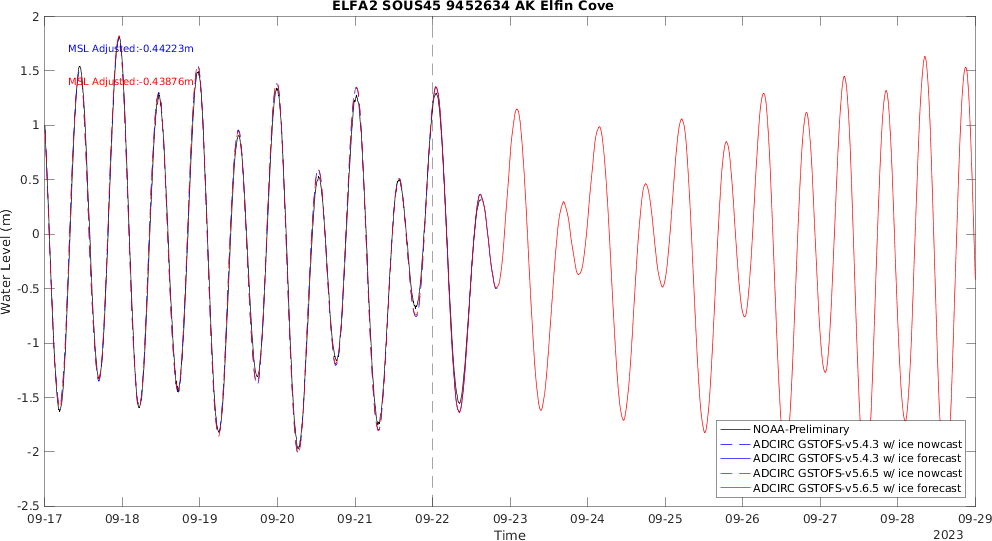 ELFA2 SOUS45 9452634 AK Elfin Cove
MSL Adjusted:-0.44223m
MSL Adjusted:-0.43876m
Water Level (m)
2
1.5
1
0.5
0
-0.5
-1
-1.5
-2
-2.5
NOAA-Preliminary
ADCIRC GSTOFS-v5.4.3 w/ ice nowcast
ADCIRC GSTOFS-v5.4.3 w/ ice forecast
ADCIRC GSTOFS-v5.6.5 w/ ice nowcast
ADCIRC GSTOFS-v5.6.5 w/ ice forecast
09-17 09-18 09-19 09-20 09-21 09-22 09-23 09-24 09-25 09-26 09-27 09-28 09-29
Time
2023